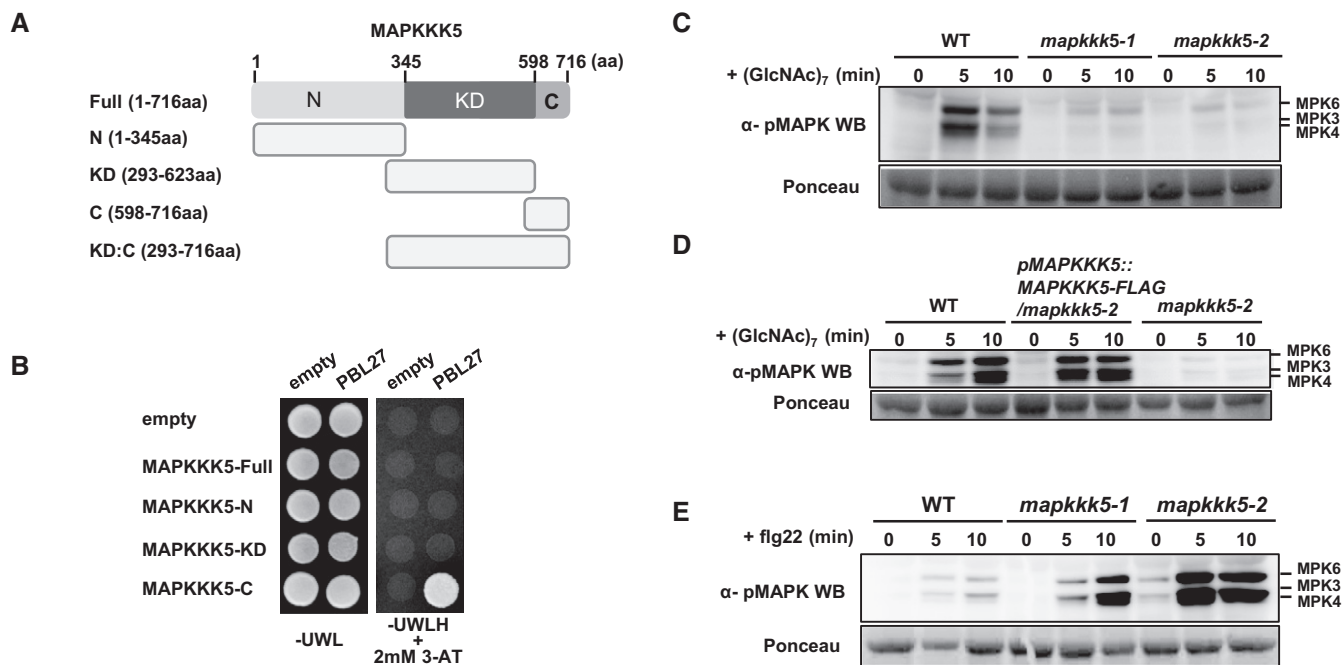 A
MAPKKK5
1 345 598 716 (aa)
Full (1-716aa) N KD C
N (1-345aa)
KD (293-623aa)
C (598-716aa)
KD:C (293-716aa)
B
empty PBL27 empty PBL27
empty
MAPKKK5-Full
MAPKKK5-N
MAPKKK5-KD
MAPKKK5-C
-UWL
-UWLH
+
2mM 3-AT
C
WT mapkkk5-1 mapkkk5-2
+ (GlcNAc)7 (min) 0 5 10 0 5 10 0 5 10
α- pMAPK WB
MPK6
MPK3
MPK4
Ponceau
D
pMAPKKK5::
MAPKKK5-FLAG
WT /mapkkk5-2 mapkkk5-2
+ (GlcNAc)7 (min) 0 5 10 0 5 10 0 5 10
α-pMAPK WB
MPK6
MPK3
MPK4
Ponceau
E
WT mapkkk5-1 mapkkk5-2
+ flg22 (min) 0 5 10 0 5 10 0 5 10
α- pMAPK WB
MPK6
MPK3
MPK4
Ponceau